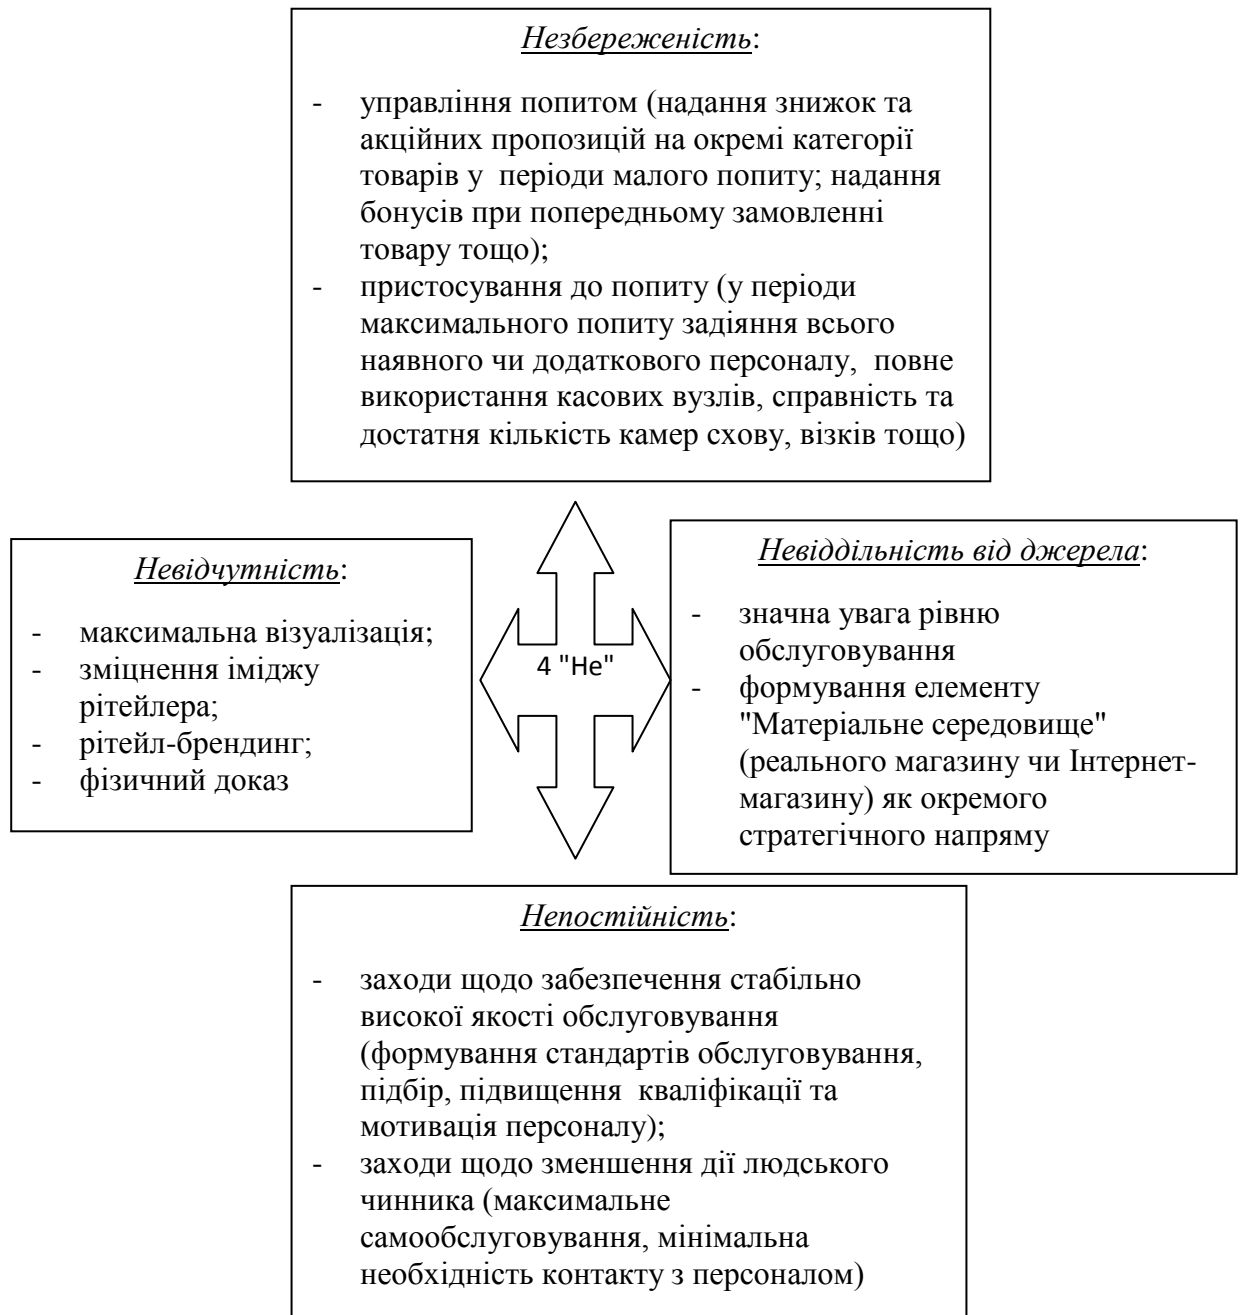 Незбереженість:
- управління попитом (надання знижок та
акційних пропозицій на окремі категорії
товарів у періоди малого попиту; надання
бонусів при попередньому замовленні
товару тощо);
- пристосування до попиту (у періоди
максимального попиту задіяння всього
наявного чи додаткового персоналу, повне
використання касових вузлів, справність та
достатня кількість камер схову, візків тощо)
Невідчутність:
- максимальна візуалізація;
- зміцнення іміджу
рітейлера;
- рітейл-брендинг;
- фізичний доказ
4 "Не"
Невіддільність від джерела:
- значна увага рівню
обслуговування
- формування елементу
"Матеріальне середовище"
(реального магазину чи Інтернет-
магазину) як окремого
стратегічного напряму
Непостійність:
- заходи щодо забезпечення стабільно
високої якості обслуговування
(формування стандартів обслуговування,
підбір, підвищення кваліфікації та
мотивація персоналу);
- заходи щодо зменшення дії людського
чинника (максимальне
самообслуговування, мінімальна
необхідність контакту з персоналом)